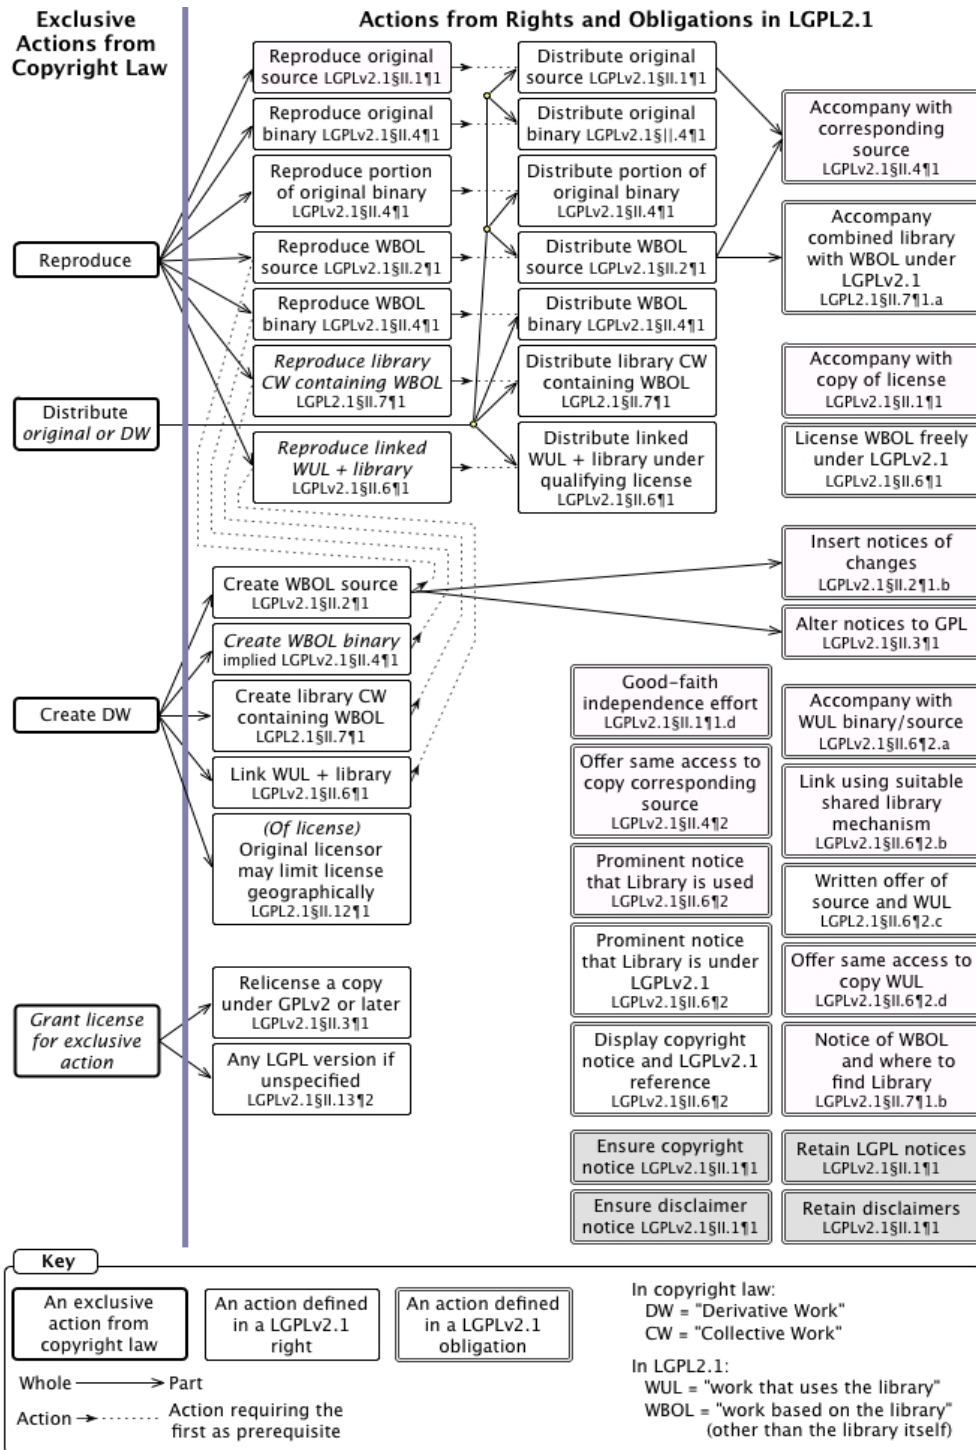 Exclusive
Actions from
Copyright Law
Actions from Rights and Obligations in LGPL2.1
Reproduce
Distribute
original or DW
Create DW
Grant license
for exclusive
action
Reproduce original
source LGPLv2.1§II.1¶1
Reproduce original
binary LGPLv2.1§II.4¶1
Reproduce portion
of original binary
LGPLv2.1§II.4¶1
Reproduce WBOL
source LGPLv2.1§II.2¶1
Reproduce WBOL
binary LGPLv2.1§II.4¶1
Reproduce library
CW containing WBOL
LGPL2.1§II.7¶1
Reproduce linked
WUL + library
LGPLv2.1§II.6¶1
Distribute original
source LGPLv2.1§II.1¶1
Distribute original
binary LGPLv2.1§||.4¶1
Distribute portion of
original binary
LGPLv2.1§II.4¶1
Distribute WBOL
source LGPLv2.1§II.2¶1
Distribute WBOL
binary LGPLv2.1§II.4¶1
Distribute library CW
containing WBOL
LGPL2.1§II.7¶1
Distribute linked
WUL + library under
qualifying license
LGPLv2.1§II.6¶1
Accompany with
corresponding
source
LGPLv2.1§II.4¶1
Accompany
combined library
with WBOL under
LGPLv2.1
LGPL2.1§II.7¶1.a
Accompany with
copy of license
LGPLv2.1§II.1¶1
License WBOL freely
under LGPLv2.1
LGPLv2.1§II.6¶1
Insert notices of
changes
LGPLv2.1§II.2¶1.b
Alter notices to GPL
LGPLv2.1§II.3¶1
Create WBOL source
LGPLv2.1§II.2¶1
Create WBOL binary
implied LGPLv2.1§II.4¶1
Create library CW
containing WBOL
LGPL2.1§II.7¶1
Link WUL + library
LGPLv2.1§II.6¶1
(Of license)
Original licensor
may limit license
geographically
LGPL2.1§II.12¶1
Relicense a copy
under GPLv2 or later
LGPLv2.1§II.3¶1
Any LGPL version if
unspecified
LGPLv2.1§II.13¶2
Good-faith
independence effort
LGPLv2.1§II.1¶1.d
Offer same access to
copy corresponding
source
LGPLv2.1§II.4¶2
Prominent notice
that Library is used
LGPLv2.1§II.6¶2
Prominent notice
that Library is under
LGPLv2.1
LGPLv2.1§II.6¶2
Display copyright
notice and LGPLv2.1
reference
LGPLv2.1§II.6¶2
Ensure copyright
notice LGPLv2.1§II.1¶1
Ensure disclaimer
notice LGPLv2.1§II.1¶1
Accompany with
WUL binary/source
LGPLv2.1§II.6¶2.a
Link using suitable
shared library
mechanism
LGPLv2.1§II.6¶2.b
Written offer of
source and WUL
LGPL2.1§II.6¶2.c
Offer same access to
copy WUL
LGPLv2.1§II.6¶2.d
Notice of WBOL
and where to
find Library
LGPLv2.1§II.7¶1.b
Retain LGPL notices
LGPLv2.1§II.1¶1
Retain disclaimers
LGPLv2.1§II.1¶1
Key
An exclusive
action from
copyright law
An action defined
in a LGPLv2.1
right
An action defined
in a LGPLv2.1
obligation
Whole
Part
Action
Action requiring the
first as prerequisite
In copyright law:
DW = "Derivative Work"
CW = "Collective Work"
In LGPL2.1:
WUL = "work that uses the library"
WBOL = "work based on the library"
(other than the library itself)